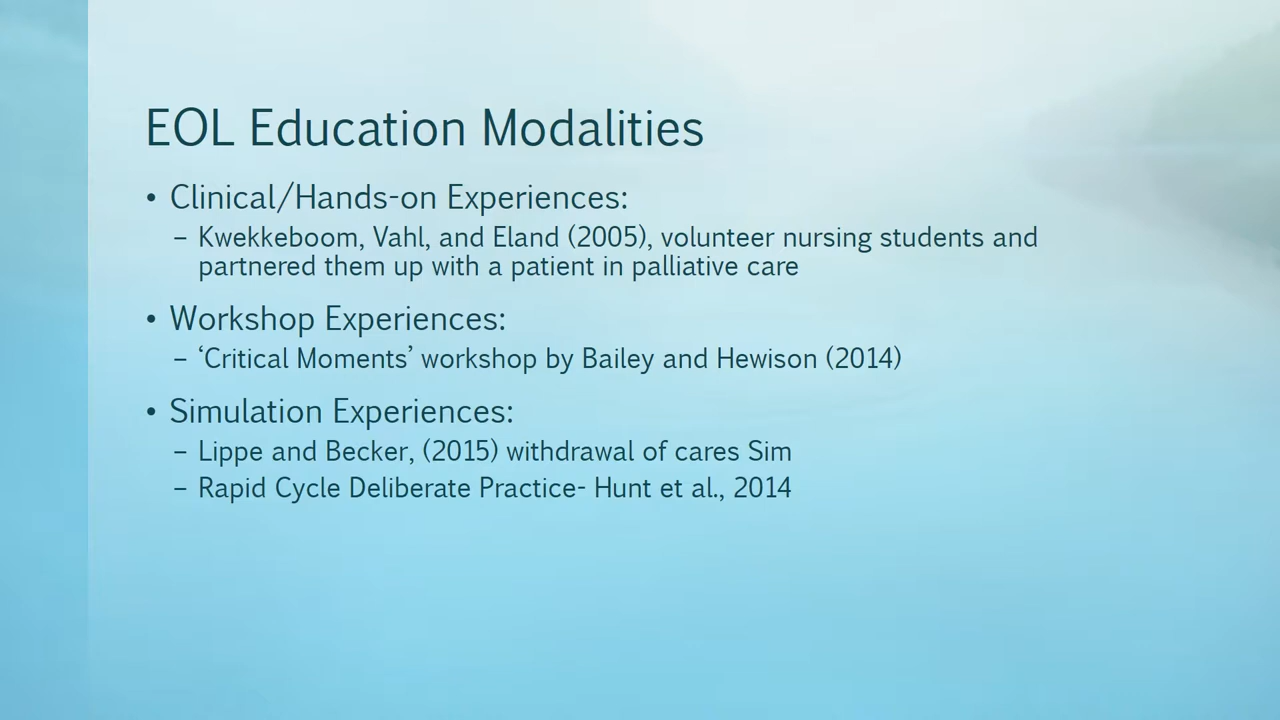 EOL Education Modalities
• Clinical/Hands-on Experiences:
– Kwekkeboom, Vahl, and Eland (2005), volunteer nursing students and
partnered them up with a patient in palliative care
• Workshop Experiences:
– ‘Critical Moments’ workshop by Bailey and Hewison (2014)
• Simulation Experiences:
– Lippe and Becker, (2015) withdrawal of cares Sim
– Rapid Cycle Deliberate Practice- Hunt et al., 2014